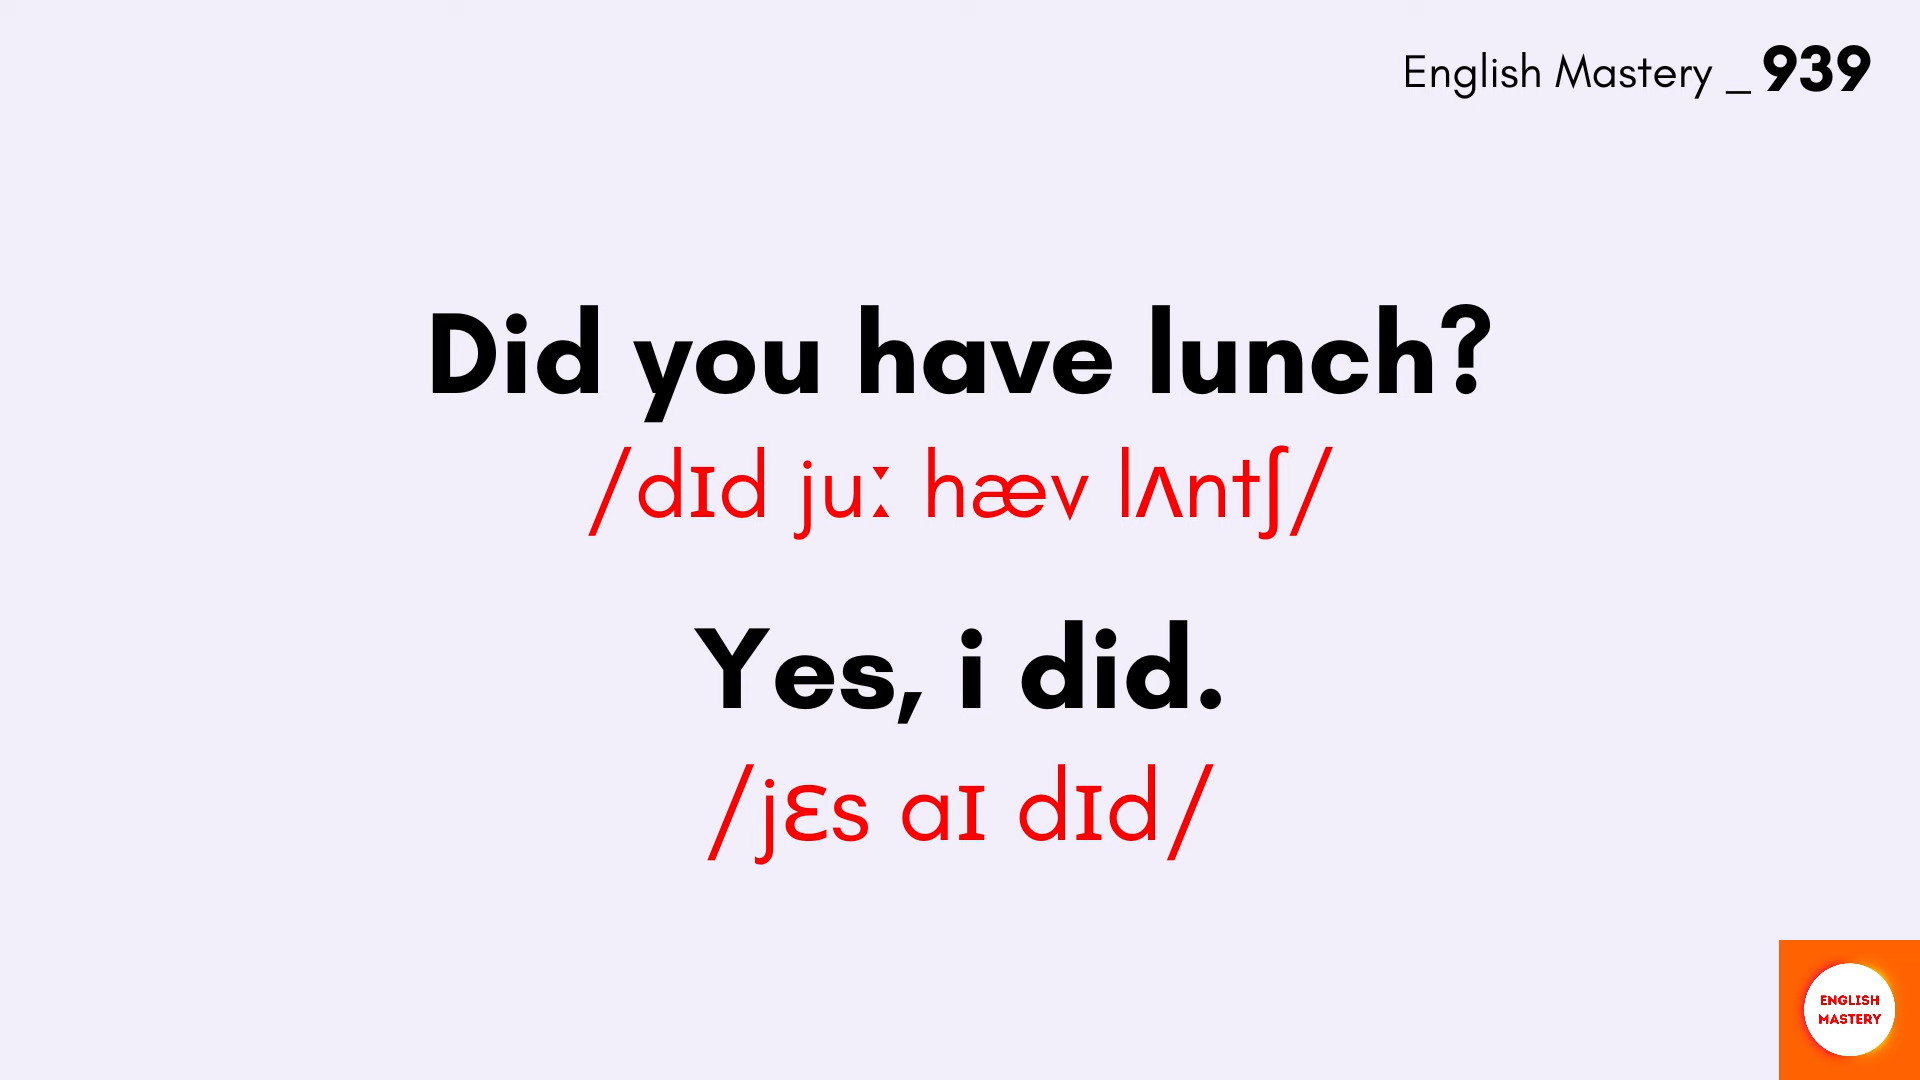 English Mastery _ 939
Did you have lunch?
/dɪd juː hæv lʌntʃ/
Yes, i did.
/jɛs aɪ dɪd/
ENGLISH
MASTERY